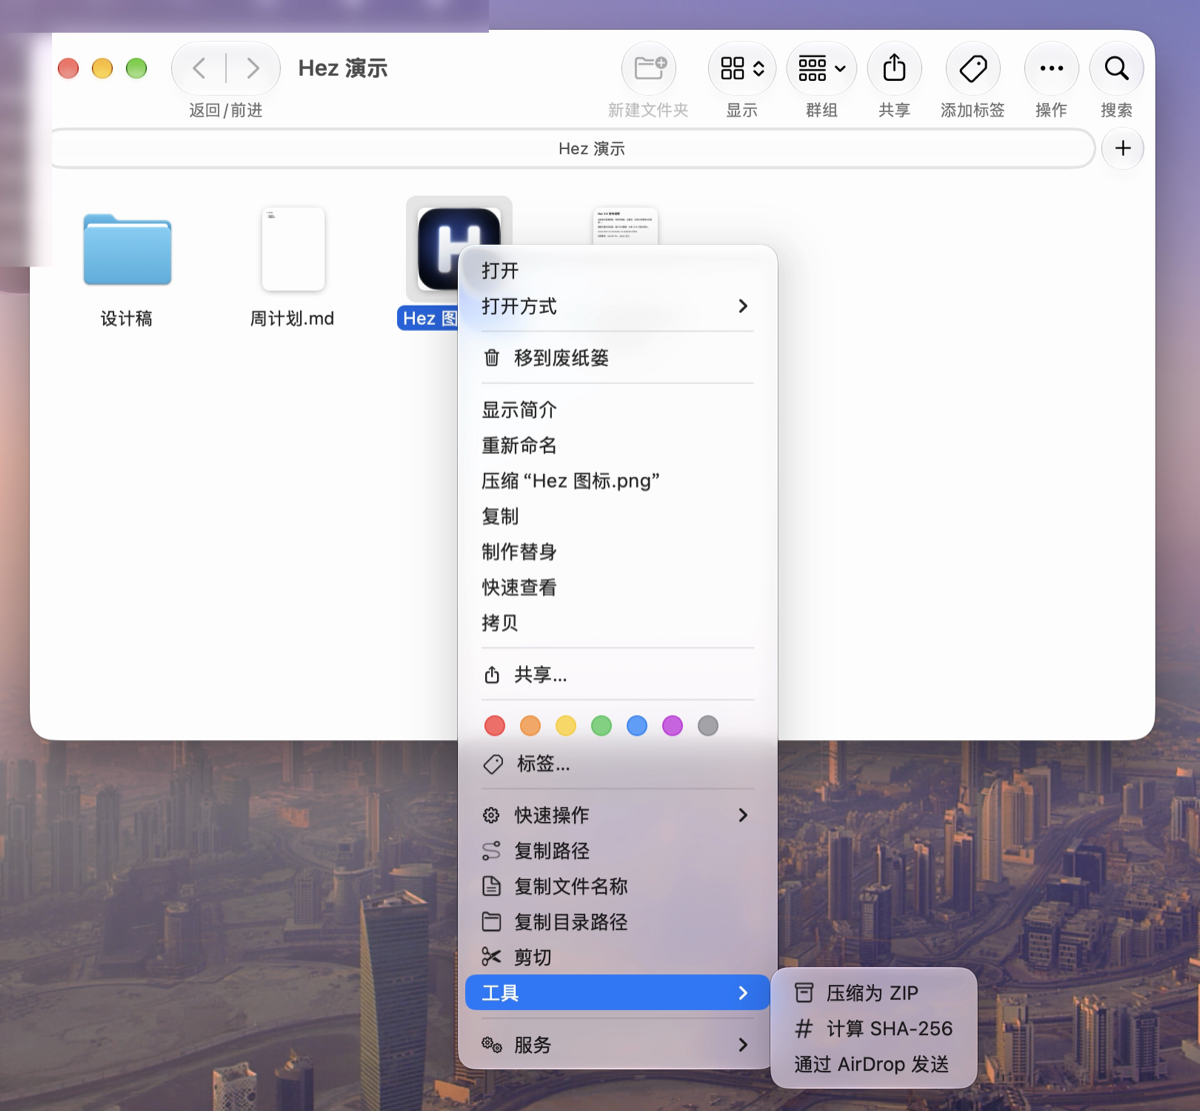 Hez 演示
返回/前进
新建文件夹
显示
群组
共享
添加标签
操作
搜索
Hez 演示
设计稿
周计划.md
Hez 图
打开
打开方式
移到废纸篓
显示简介
重新命名
压缩 “Hez 图标.png”
复制
制作替身
快速查看
拷贝
共享...
标签...
快速操作
复制路径
复制文件名称
复制目录路径
剪切
工具
服务
压缩为 ZIP
计算 SHA-256
通过 AirDrop 发送